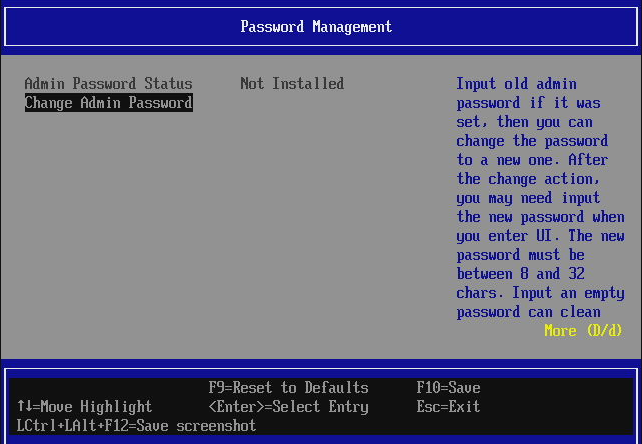 Password Management
Admin Password Status Not Installed
Change Admin Password
Input old admin
password if it was
set, then you can
change the password
to a new one. After
the change action,
you may need input
the new password when
you enter UI. The new
password must be
between 8 and 32
chars. Input an empty
password can clean
More (D/d)
F9=Reset to Defaults F10=Save
↑↓=Move Highlight <Enter>=Select Entry Esc=Exit
LCtrl+LAlt+F12=Save screenshot